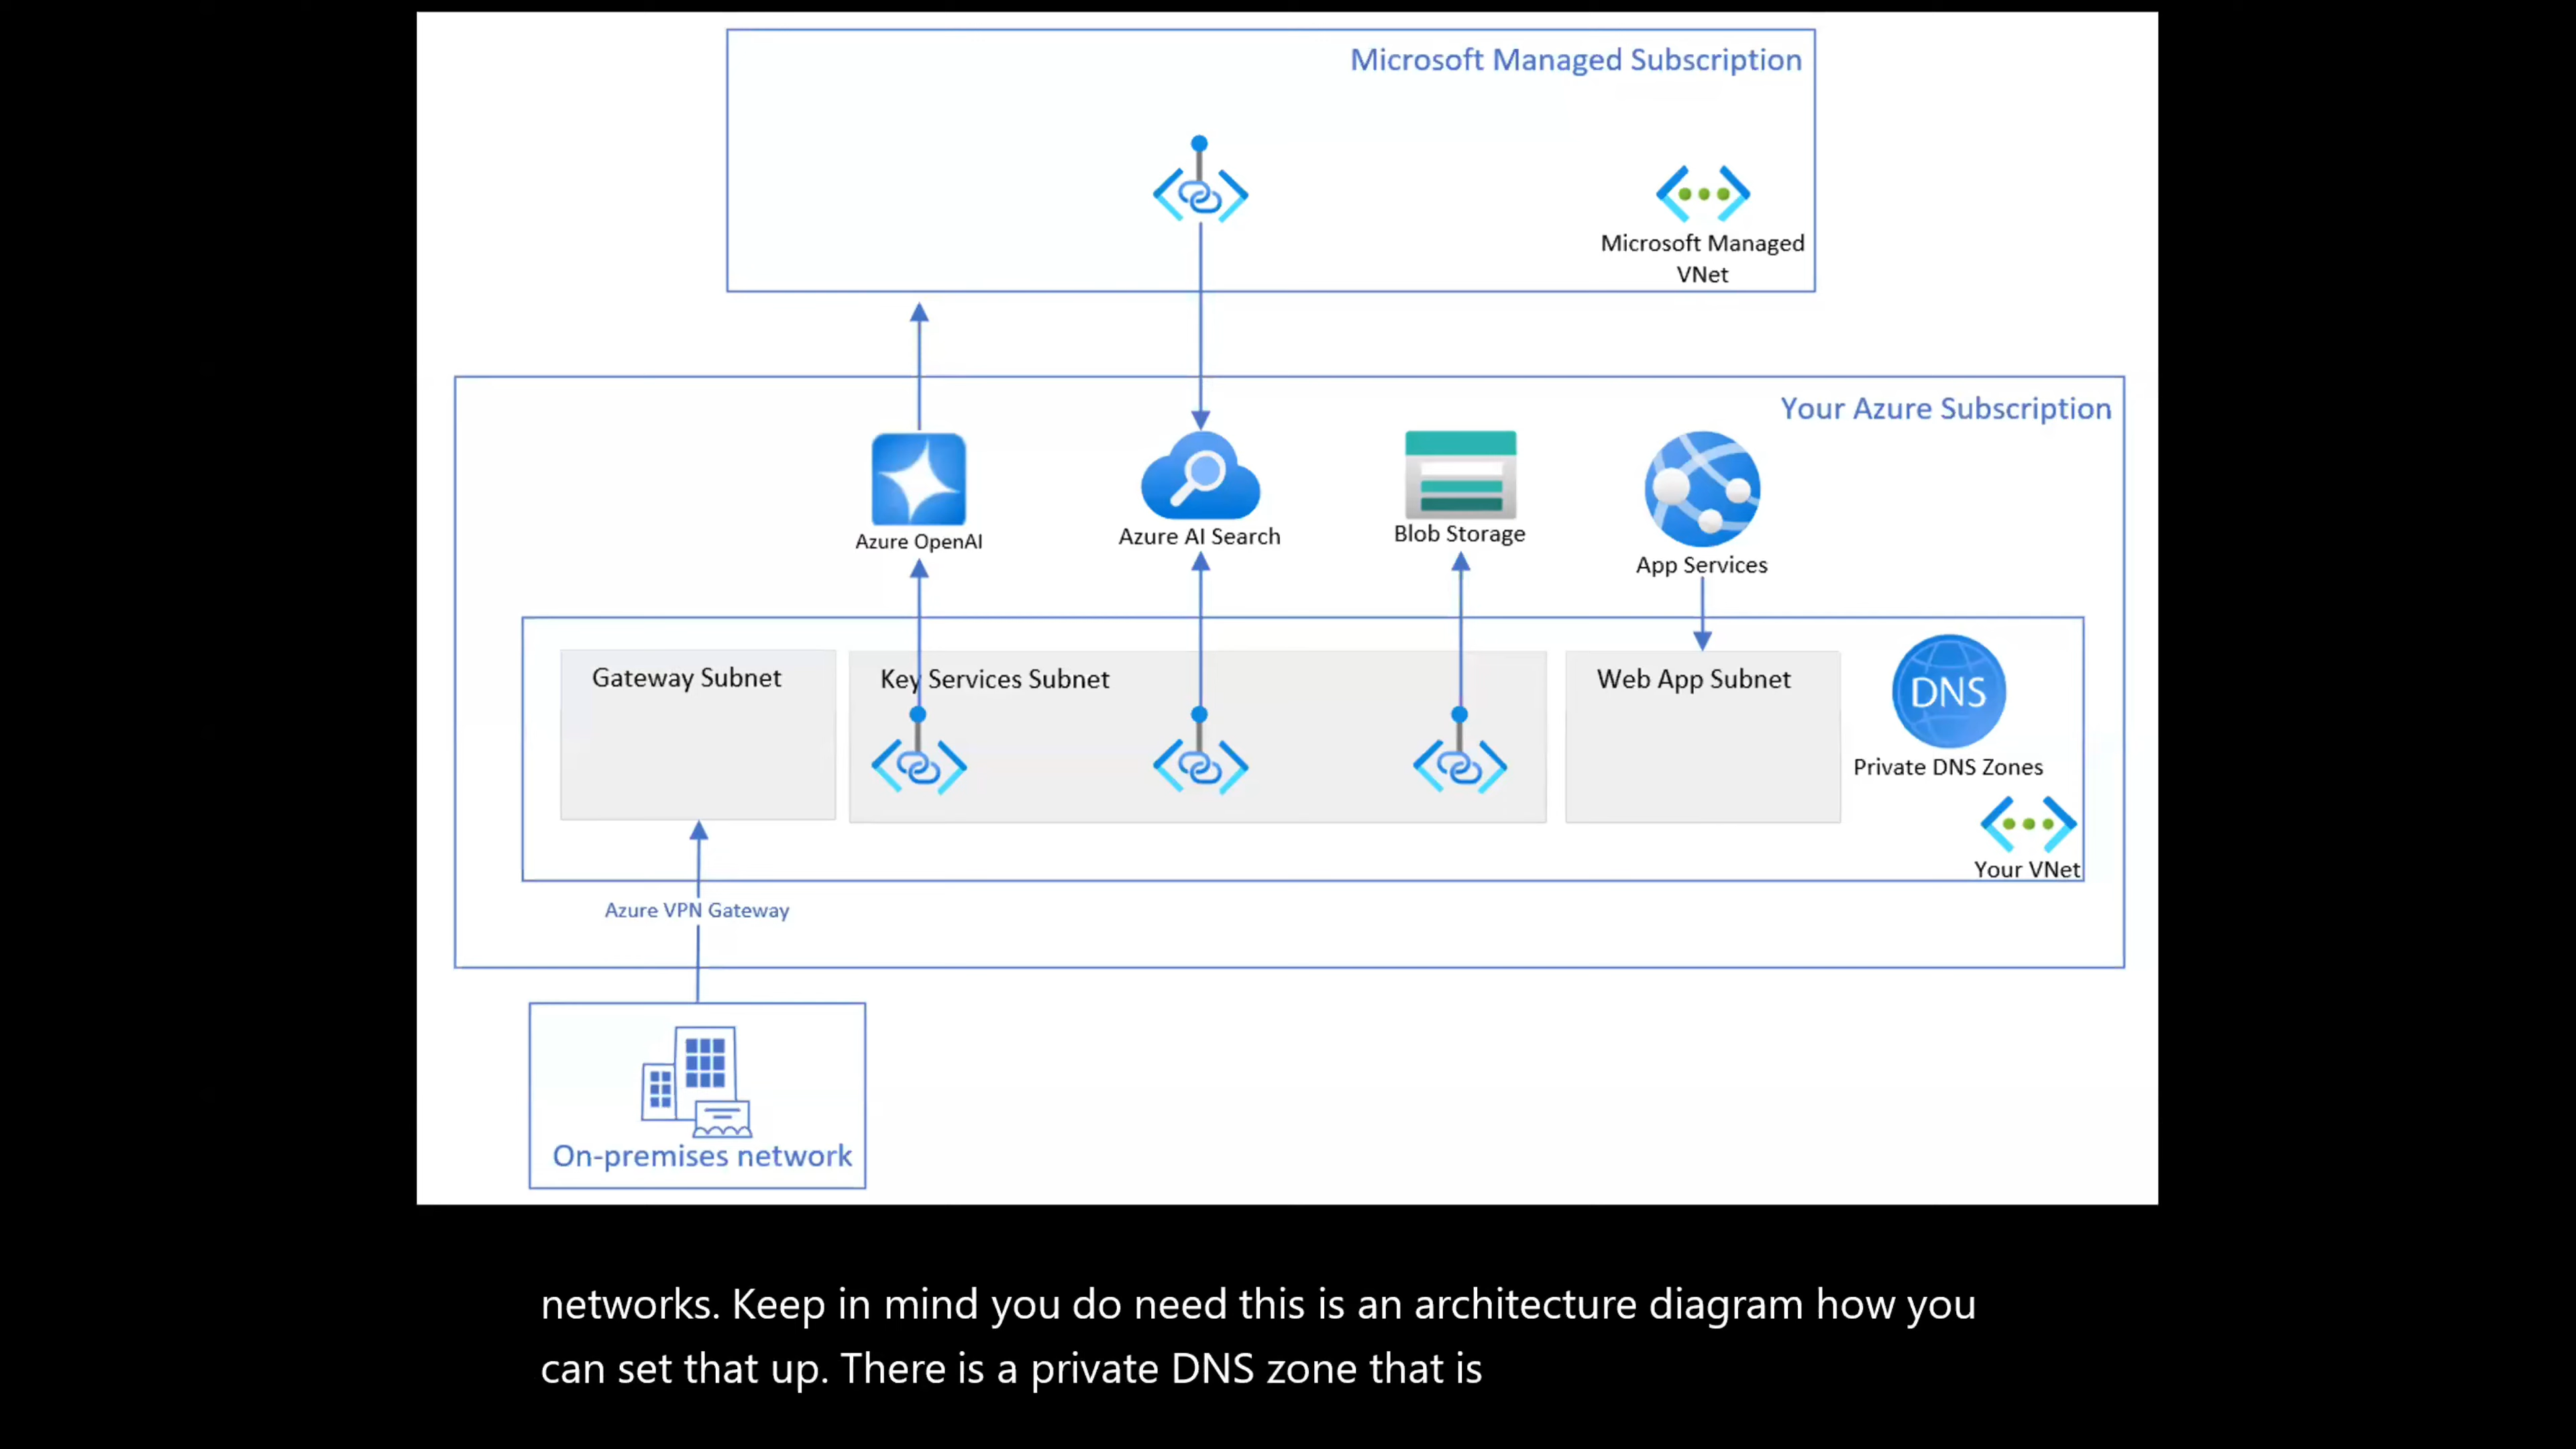 Microsoft Managed Subscription
Microsoft Managed
VNet
Your Azure Subscription
Azure OpenAI
Azure AI Search
Blob Storage
App Services
Gateway Subnet
Key Services Subnet
Web App Subnet
DNS
Private DNS Zones
Your VNet
Azure VPN Gateway
On-premises network
networks. Keep in mind you do need this is an architecture diagram how you
can set that up. There is a private DNS zone that is